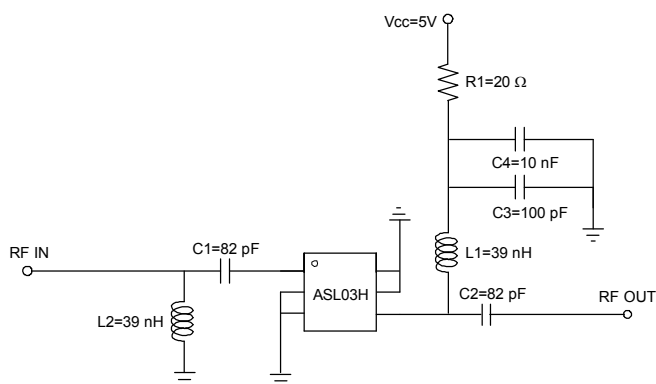 Vcc=5V
R1=20 Ω
C4=10 nF
C3=100 pF
RF IN
C1=82 pF
L1=39 nH
ASL03H
C2=82 pF
RF OUT
L2=39 nH